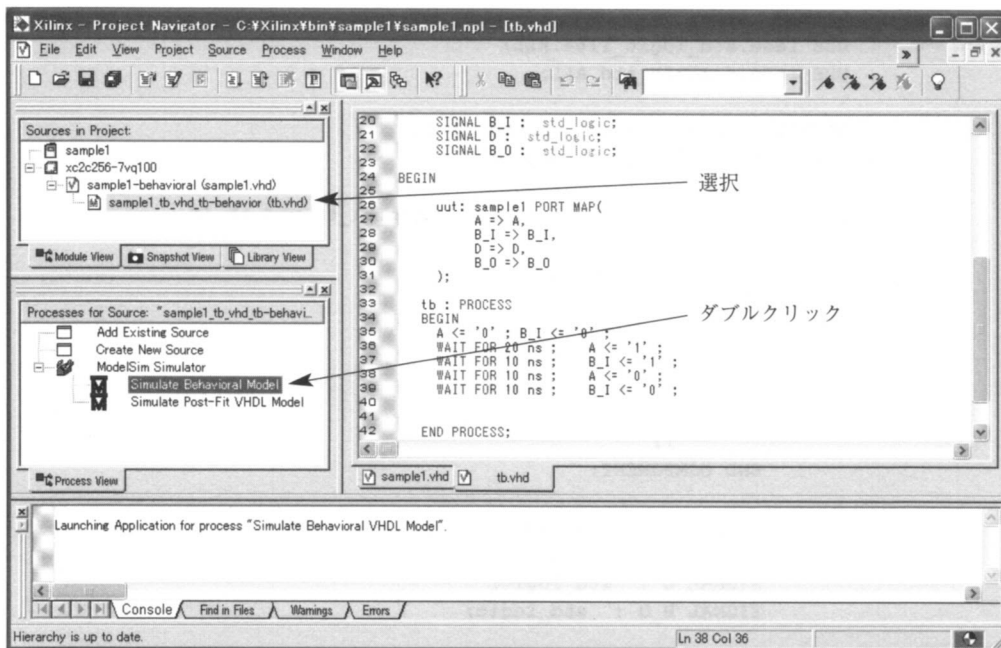 Xilinx - Project Navigator - C:¥Xilinx¥bin¥sample1¥sample1.npl - [tb.vhd]
File Edit View Project Source Process Window Help
Sources in Project:
sample1
xc2c256-7vq100
sample1-behavioral (sample1.vhd)
sample1_tb_vhd_tb-behavior (tb.vhd)
Module View Snapshot View Library View
Processes for Source: "sample1_tb_vhd_tb-behavi...
Add Existing Source
Create New Source
ModelSim Simulator
Simulate Behavioral Model
Simulate Post-Fit VHDL Model
Process View
20 SIGNAL B_I : std_logic;
21 SIGNAL D : std_logic;
22 SIGNAL B_O : std_logic;
23
24 BEGIN
25
26 uut: sample1 PORT MAP(
27 A => A,
28 B_I => B_I,
29 D => D,
30 B_O => B_O
31 );
32
33 tb : PROCESS
34 BEGIN
35 A <= '0' ; B_I <= '0' ;
36 WAIT FOR 20 ns ; A <= '1' ;
37 WAIT FOR 10 ns ; B_I <= '1' ;
38 WAIT FOR 10 ns ; A <= '0' ;
39 WAIT FOR 10 ns ; B_I <= '0' ;
40
41
42 END PROCESS;
選択
ダブルクリック
sample1.vhd tb.vhd
Launching Application for process "Simulate Behavioral VHDL Model".
Console Find in Files Warnings Errors
Hierarchy is up to date.
Ln 38 Col 36